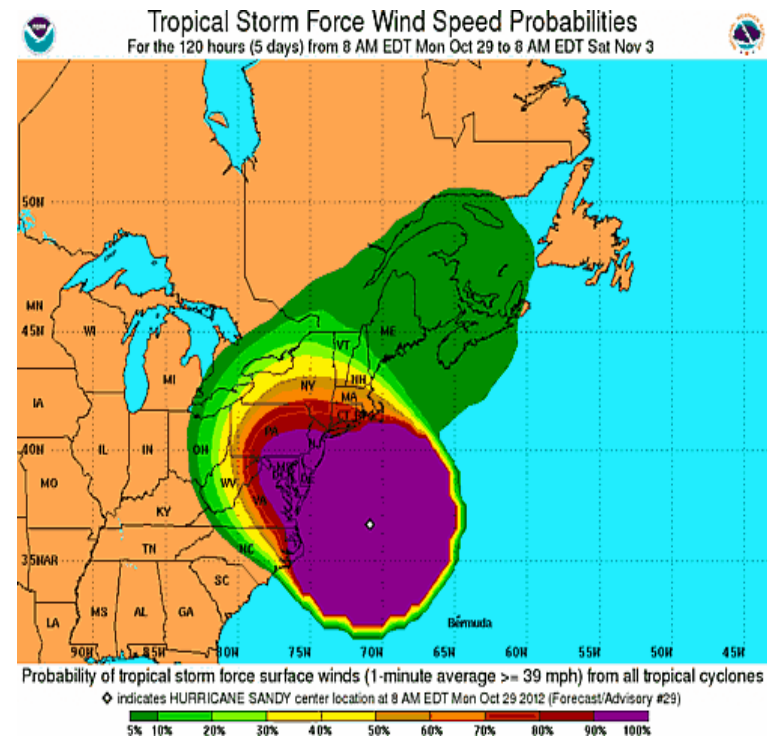 Tropical Storm Force Wind Speed Probabilities
For the 120 hours (5 days) from 8 AM EDT Mon Oct 29 to 8 AM EDT Sat Nov 3
50N
MN
45N
WI
ME
VT
MI
NY
NH
MA
IA
CT
PA
40N
IL
IN
OH
MO
WV
DE
VA
KY
TN
NC
35N
AR
SC
MS
AL
GA
LA
Bermuda
90W
85W
80W
75W
70W
65W
60W
55W
50W
45W
Probability of tropical storm force surface winds (1-minute average >= 39 mph) from all tropical cyclones
indicates HURRICANE SANDY center location at 8 AM EDT Mon Oct 29 2012 (Forecast/Advisory #29)
5% 10% 20% 30% 40% 50% 60% 70% 80% 90% 100%